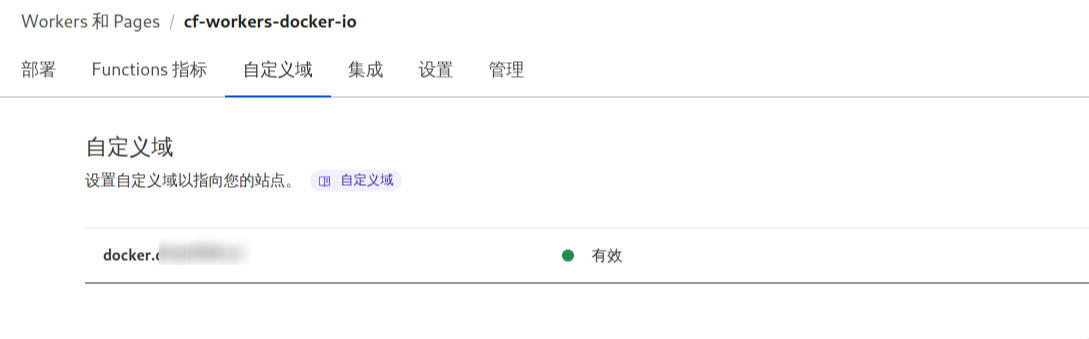 Workers 和 Pages / cf-workers-docker-io
部署 Functions 指标 自定义域 集成 设置 管理
自定义域
设置自定义域以指向您的站点。 自定义域
docker. 有效